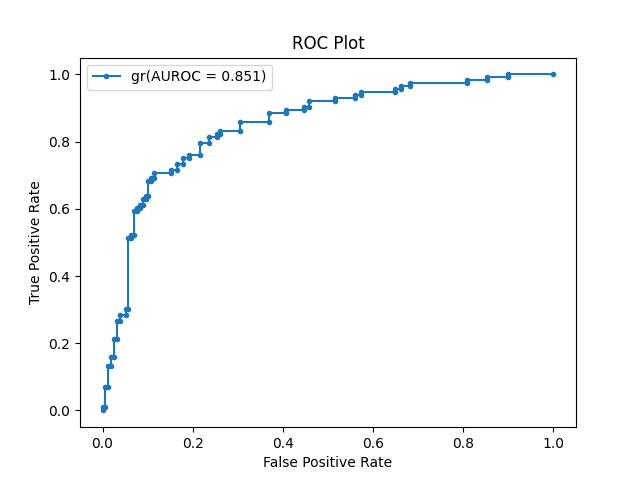 ROC Plot
gr(AUROC = 0.851)
1.0
0.8
0.6
0.4
0.2
0.0
True Positive Rate
0.0 0.2 0.4 0.6 0.8 1.0
False Positive Rate